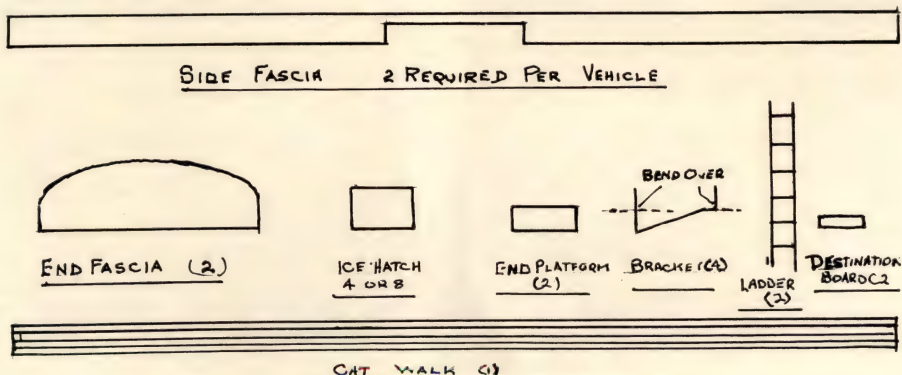 SIDE FASCIA 2 REQUIRED PER VEHICLE
BEND OVER
END FASCIA (2)
ICE HATCH
4 OR 8
END PLATFORM
(2)
BRACKET (4)
LADDER
(2)
DESTINATION
BOARD (2
CAT WALK (1)